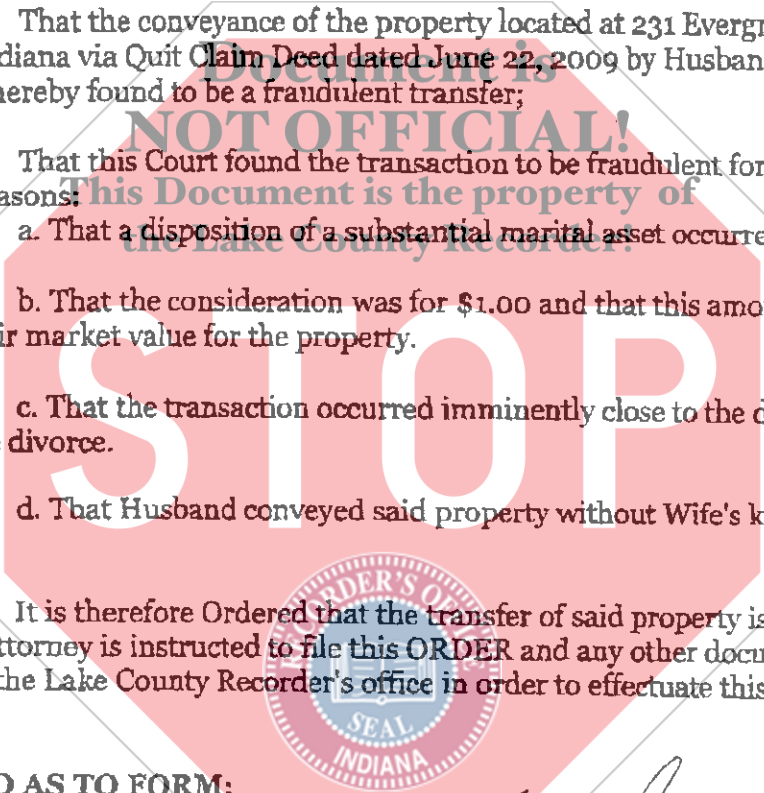 That the conveyance of the property located at 231 Evergr
diana via Quit Claim Deed dated June 22, 2009 by Husban
Document is
hereby found to be a fraudulent transfer;
NOT OFFICIAL!
That this Court found the transaction to be fraudulent for
asons:
This Document is the property of
a. That a disposition of a substantial marital asset occurre
the Lake County Recorder!
b. That the consideration was for $1.00 and that this amo
ir market value for the property.
STOP
c. That the transaction occurred imminently close to the d
divorce.
d. That Husband conveyed said property without Wife's k
It is therefore Ordered that the transfer of said property is
ttorney is instructed to file this ORDER and any other docu
the Lake County Recorder's office in order to effectuate this
RECORDER'S OFFICE
SEAL
INDIANA
O AS TO FORM: